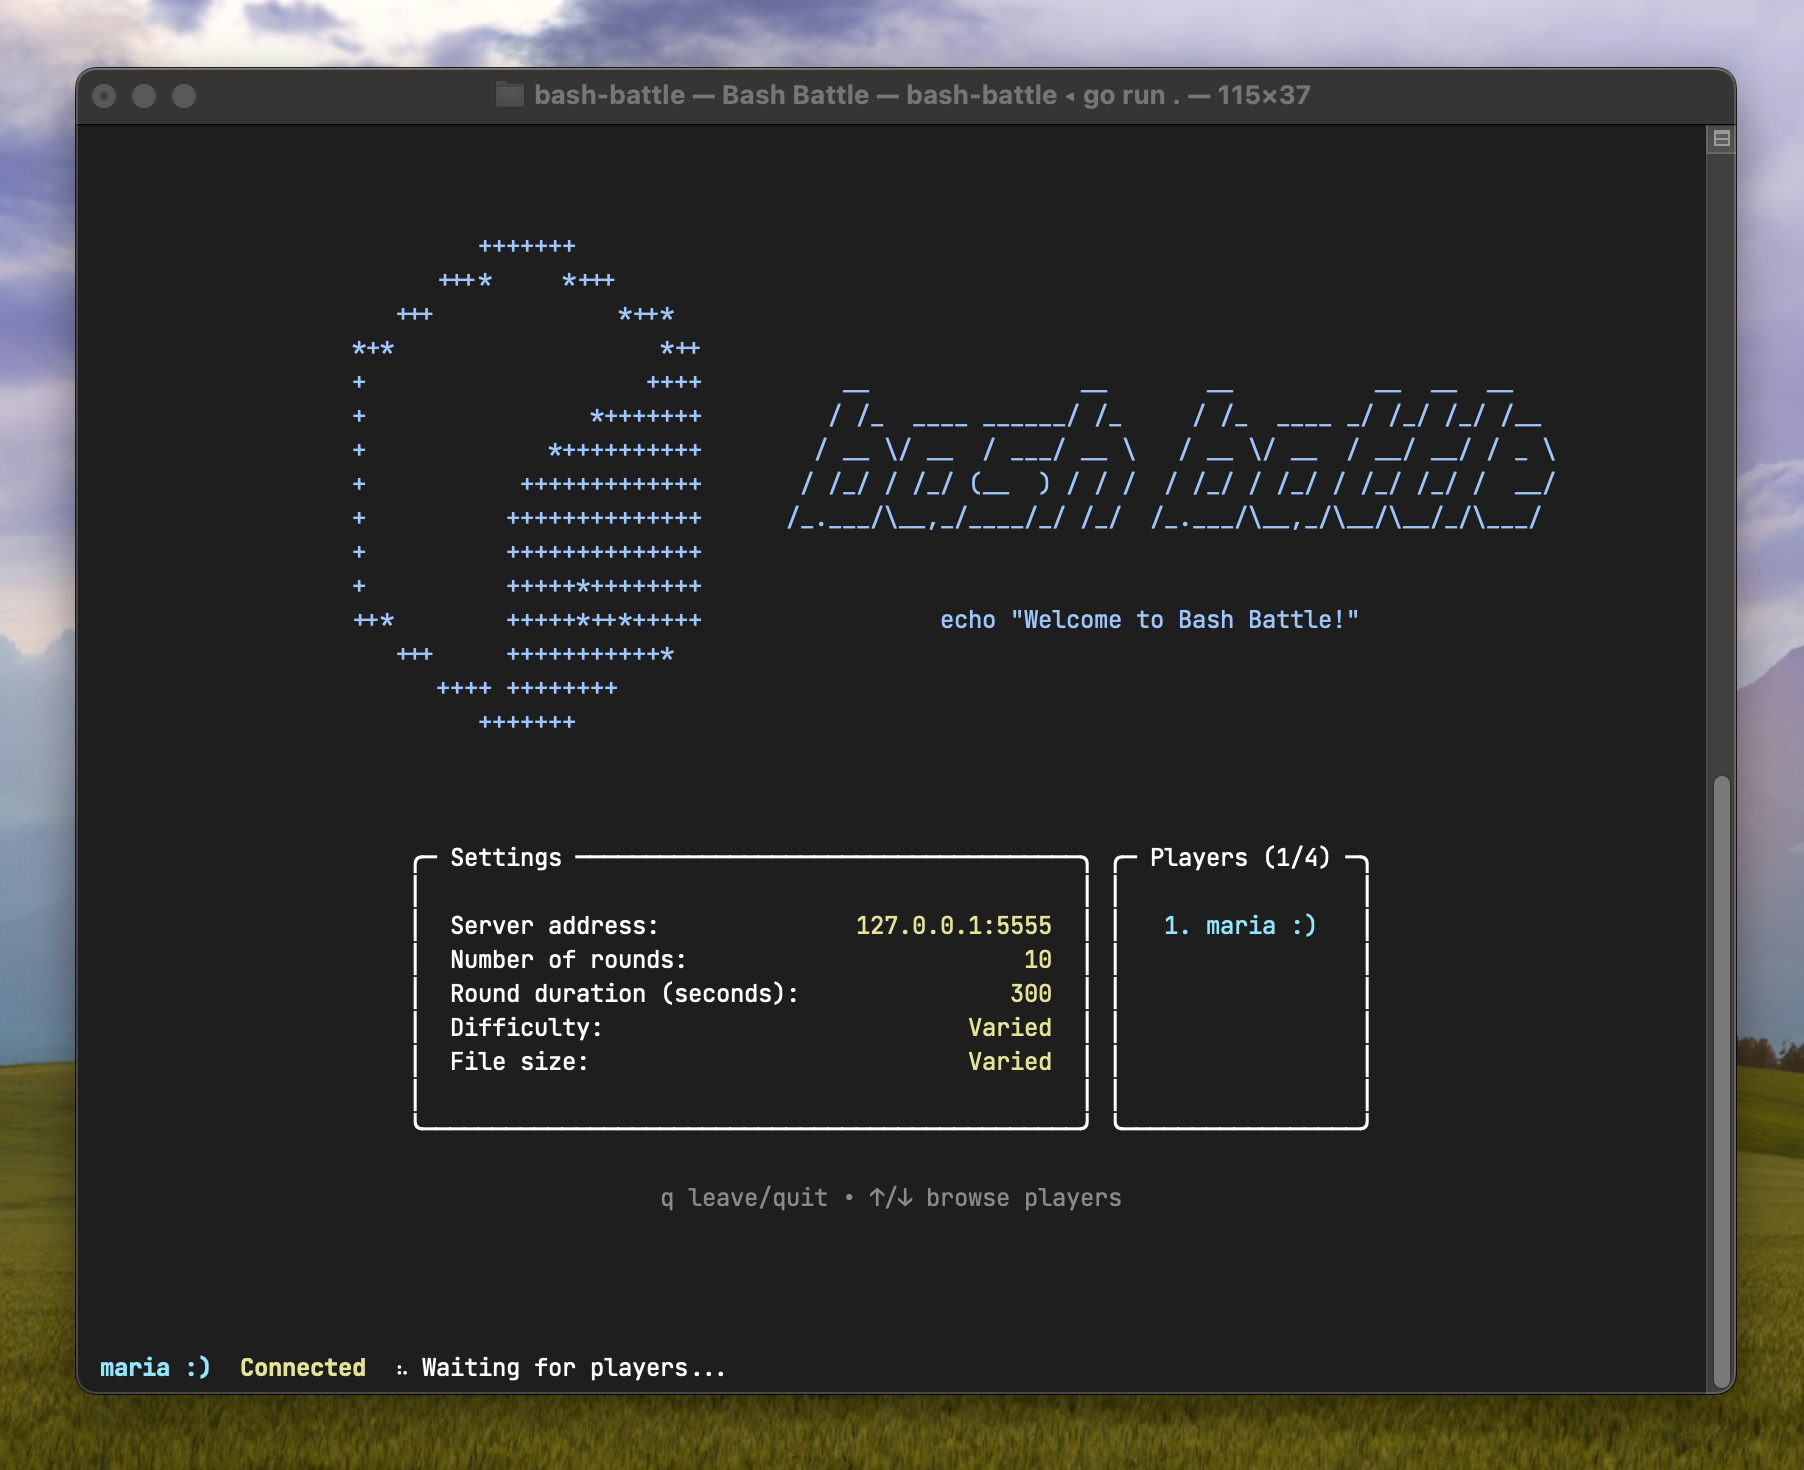 bash-battle — Bash Battle — bash-battle ◂ go run . — 115×37
bash battle
echo "Welcome to Bash Battle!"
Settings
Server address: 127.0.0.1:5555
Number of rounds: 10
Round duration (seconds): 300
Difficulty: Varied
File size: Varied
Players (1/4)
1. maria :)
q leave/quit • ↑/↓ browse players
maria :) Connected Waiting for players...